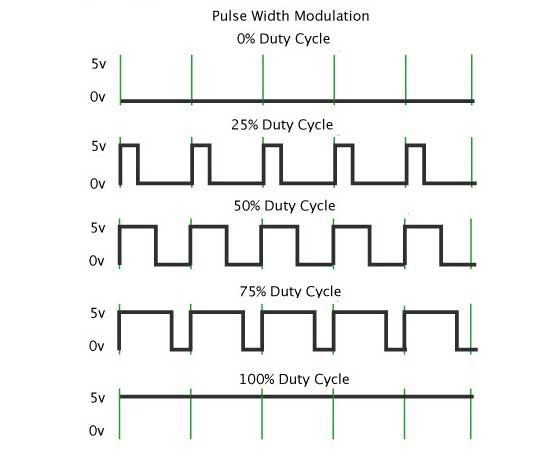 Pulse Width Modulation
0% Duty Cycle
5v
0v
25% Duty Cycle
5v
0v
50% Duty Cycle
5v
0v
75% Duty Cycle
5v
0v
100% Duty Cycle
5v
0v